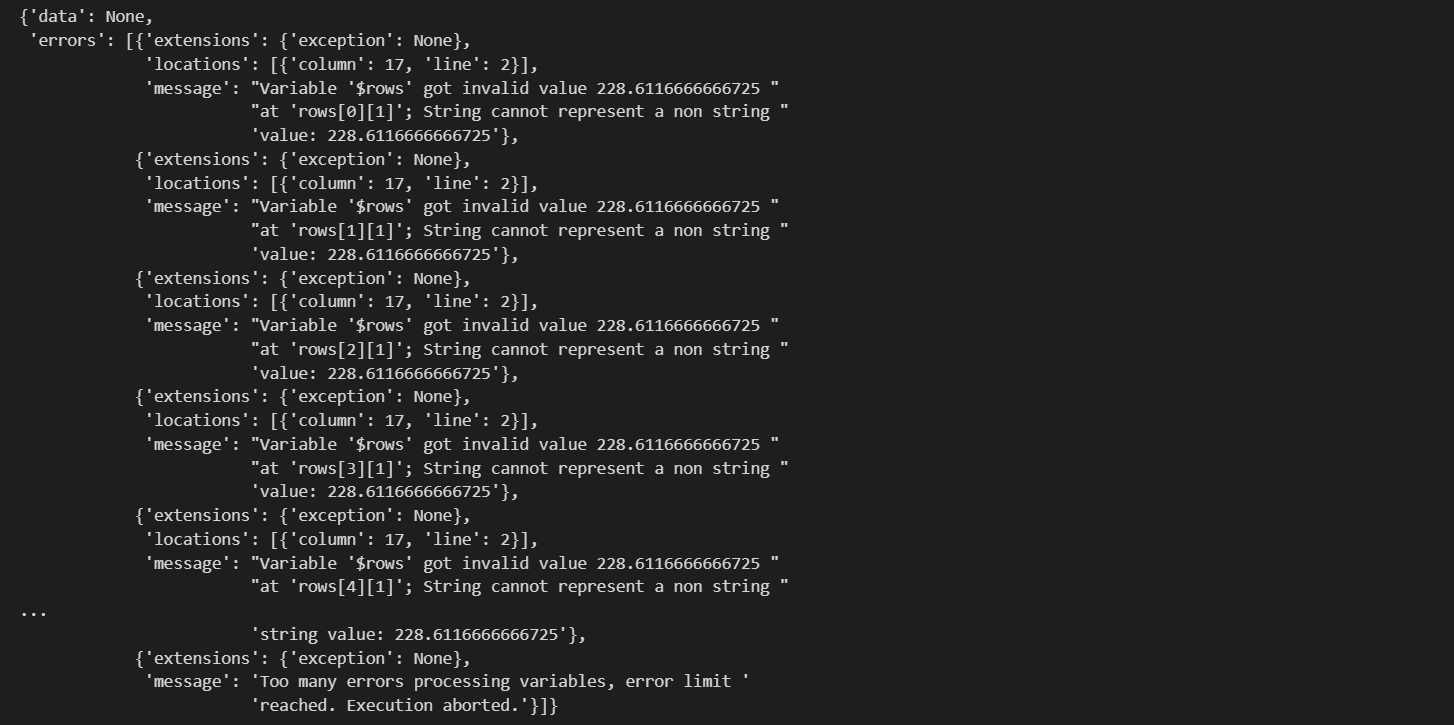 {'data': None,
'errors': [{'extensions': {'exception': None},
'locations': [{'column': 17, 'line': 2}],
'message': "Variable '$rows' got invalid value 228.6116666666725 "
"at 'rows[0][1]'; String cannot represent a non string "
'value: 228.6116666666725'},
{'extensions': {'exception': None},
'locations': [{'column': 17, 'line': 2}],
'message': "Variable '$rows' got invalid value 228.6116666666725 "
"at 'rows[1][1]'; String cannot represent a non string "
'value: 228.6116666666725'},
{'extensions': {'exception': None},
'locations': [{'column': 17, 'line': 2}],
'message': "Variable '$rows' got invalid value 228.6116666666725 "
"at 'rows[2][1]'; String cannot represent a non string "
'value: 228.6116666666725'},
{'extensions': {'exception': None},
'locations': [{'column': 17, 'line': 2}],
'message': "Variable '$rows' got invalid value 228.6116666666725 "
"at 'rows[3][1]'; String cannot represent a non string "
'value: 228.6116666666725'},
{'extensions': {'exception': None},
'locations': [{'column': 17, 'line': 2}],
'message': "Variable '$rows' got invalid value 228.6116666666725 "
"at 'rows[4][1]'; String cannot represent a non string "
...
'string value: 228.6116666666725'},
{'extensions': {'exception': None},
'message': 'Too many errors processing variables, error limit '
'reached. Execution aborted.'}]}